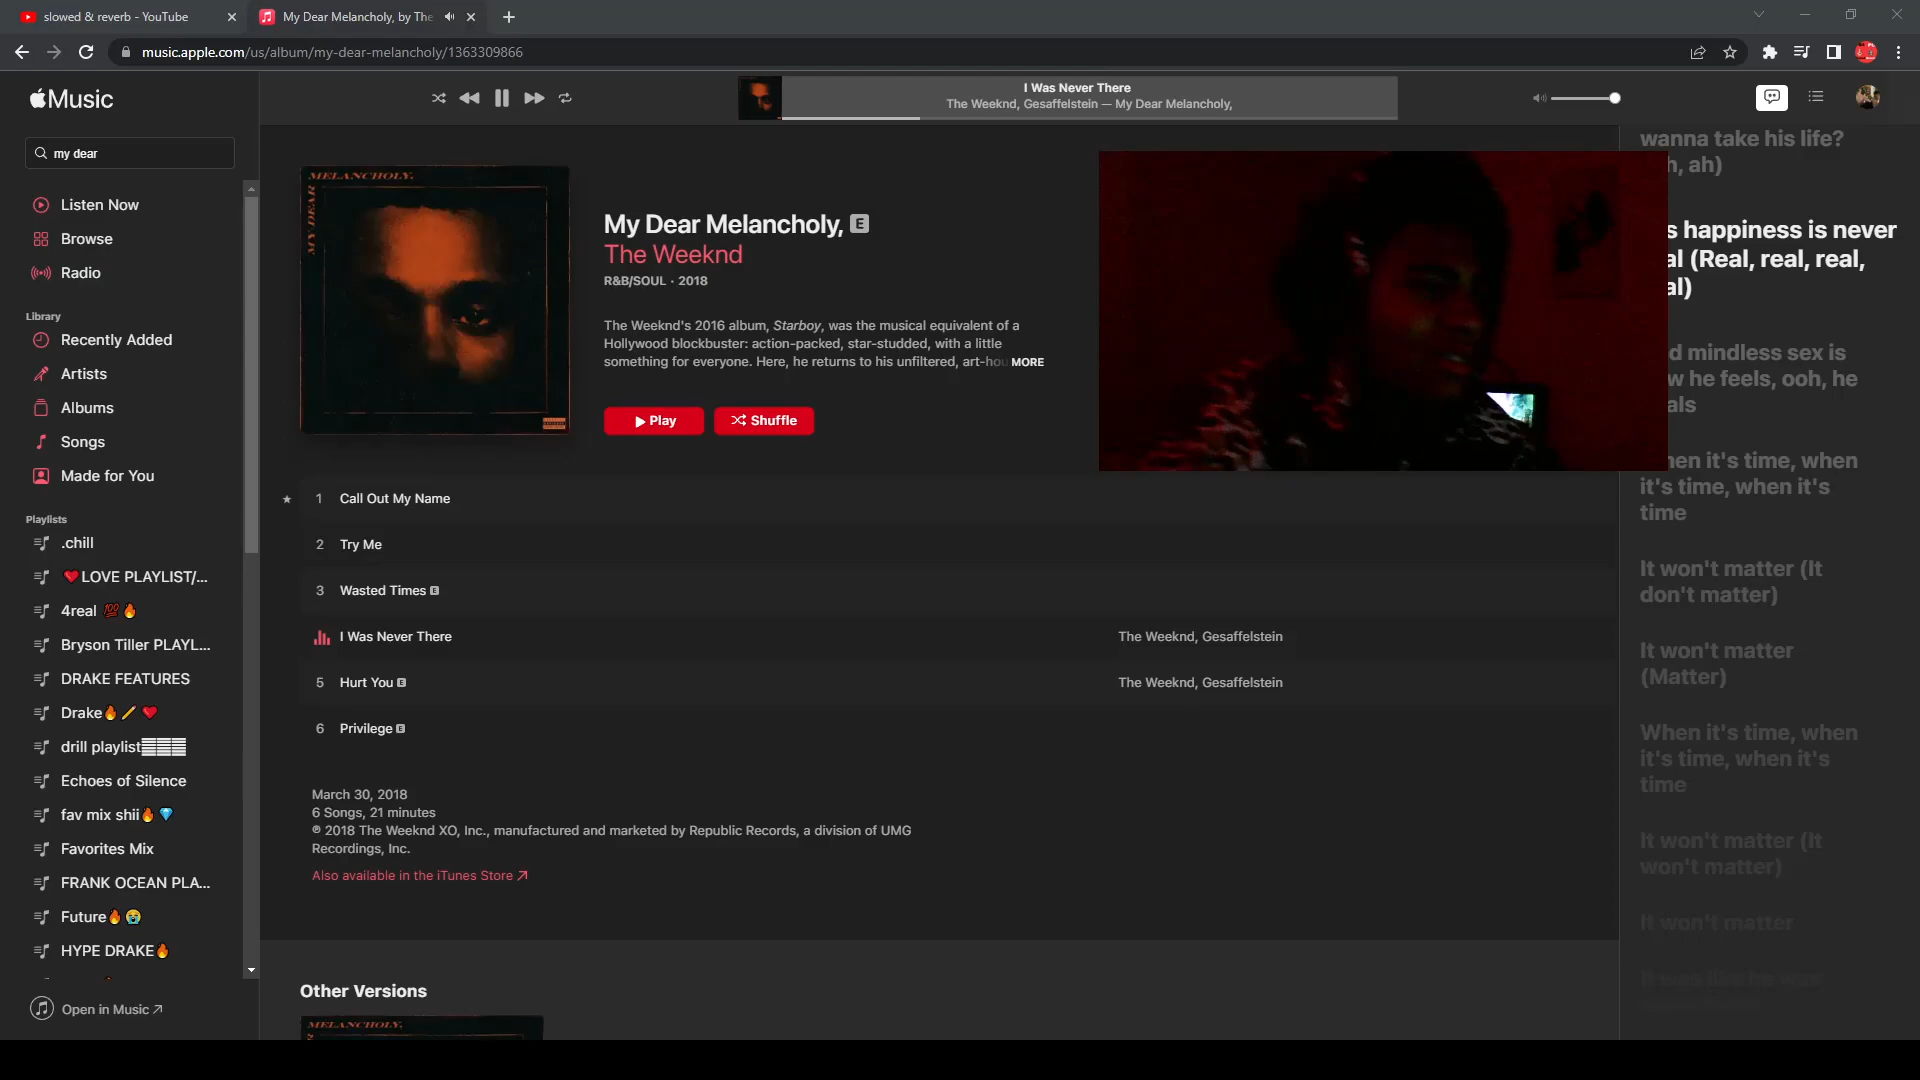 slowed & reverb - YouTube
My Dear Melancholy, by The
music.apple.com/us/album/my-dear-melancholy/1363309866
Music
I Was Never There
The Weeknd, Gesaffelstein — My Dear Melancholy,
my dear
Listen Now
Browse
Radio
Library
Recently Added
Artists
Albums
Songs
Made for You
Playlists
.chill
❤️LOVE PLAYLIST/...
4real 💯🔥
Bryson Tiller PLAYL...
DRAKE FEATURES
Drake🔥
drill playlist
Echoes of Silence
fav mix shii🔥💎
Favorites Mix
FRANK OCEAN PLA...
Future🔥😭
HYPE DRAKE🔥
Open in Music
MELANCHOLY.
MY DEAR
My Dear Melancholy, E
The Weeknd
R&B/SOUL · 2018
The Weeknd's 2016 album, Starboy, was the musical equivalent of a
Hollywood blockbuster: action-packed, star-studded, with a little
something for everyone. Here, he returns to his unfiltered, art-hou MORE
Play
Shuffle
1 Call Out My Name
2 Try Me
3 Wasted Times E
I Was Never There The Weeknd, Gesaffelstein
5 Hurt You E The Weeknd, Gesaffelstein
6 Privilege E
March 30, 2018
6 Songs, 21 minutes
℗ 2018 The Weeknd XO, Inc., manufactured and marketed by Republic Records, a division of UMG
Recordings, Inc.
Also available in the iTunes Store
Other Versions
MELANCHOLY.
wanna take his life?
h, ah)
s happiness is never
al (Real, real, real,
al)
d mindless sex is
w he feels, ooh, he
als
hen it's time, when
it's time, when it's
time
It won't matter (It
don't matter)
It won't matter
(Matter)
When it's time, when
it's time, when it's
time
It won't matter (It
won't matter)
It won't matter